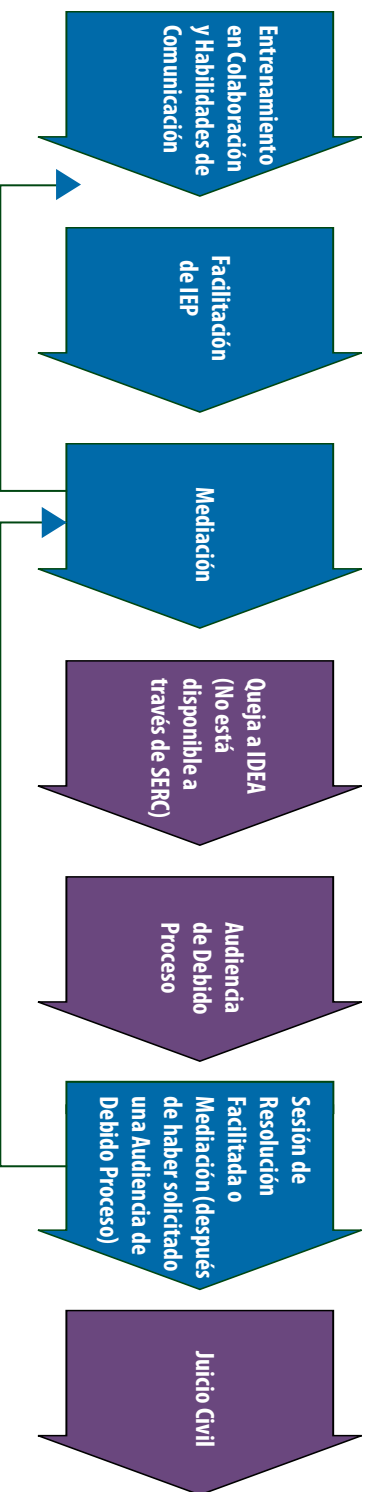 Entrenamiento
en Colaboración
y Habilidades de
Comunicación
Facilitación
de IEP
Mediación
Queja a IDEA
(No está
disponible a
través de SERC)
Audiencia
de Debido
Proceso
Sesión de
Resolución
Facilitada o
Mediación (después
de haber solicitado
una Audiencia de
Debido Proceso)
Juicio Civil